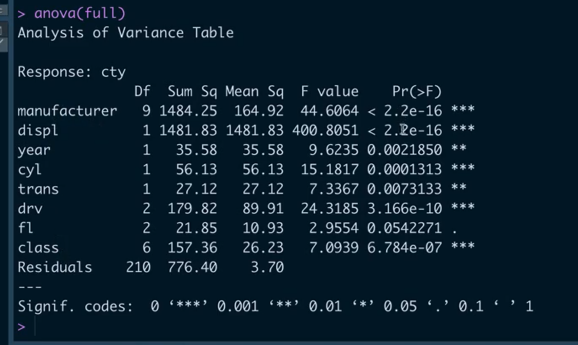 > anova(full)
Analysis of Variance Table
Response: cty
Df Sum Sq Mean Sq F value Pr(>F)
manufacturer 9 1484.25 164.92 44.6064 < 2.2e-16 ***
displ 1 1481.83 1481.83 400.8051 < 2.2e-16 ***
year 1 35.58 35.58 9.6235 0.0021850 **
cyl 1 56.13 56.13 15.1817 0.0001313 ***
trans 1 27.12 27.12 7.3367 0.0073133 **
drv 2 179.82 89.91 24.3185 3.166e-10 ***
fl 2 21.85 10.93 2.9554 0.0542271 .
class 6 157.36 26.23 7.0939 6.784e-07 ***
Residuals 210 776.40 3.70
---
Signif. codes: 0 ‘***’ 0.001 ‘**’ 0.01 ‘*’ 0.05 ‘.’ 0.1 ‘ ’ 1
>